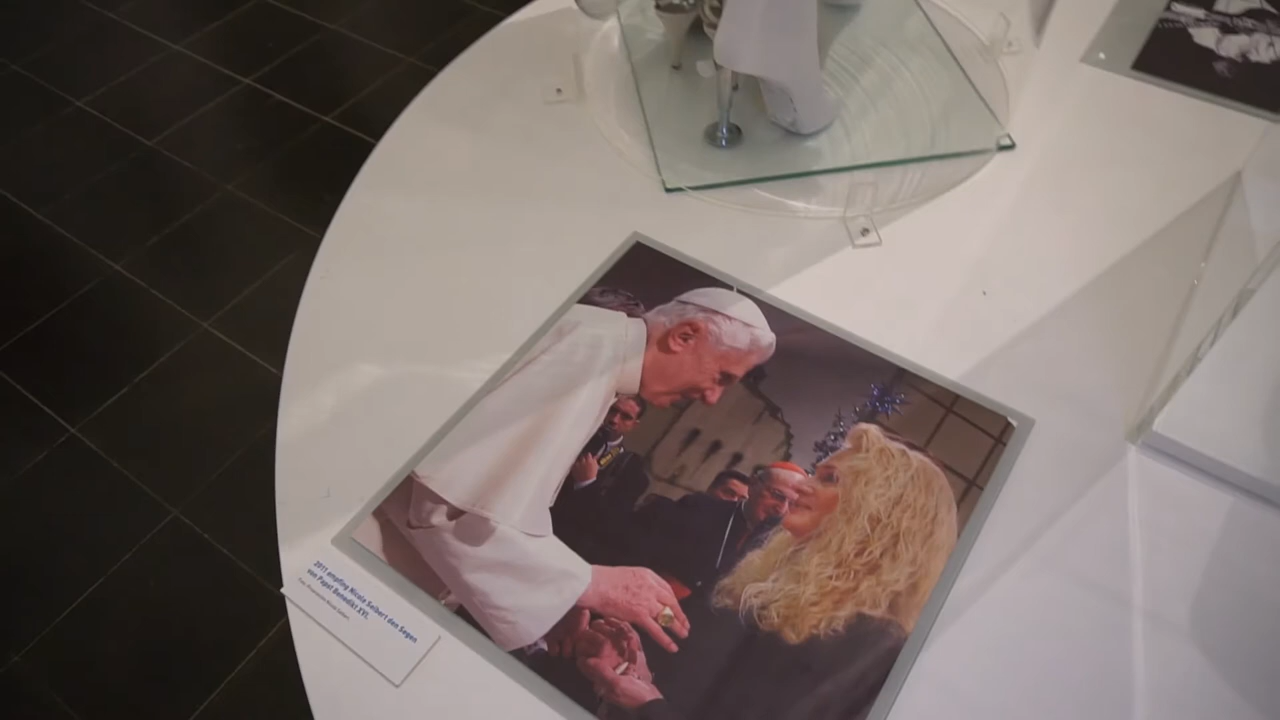 2011 empfing Nicole Seibert den Segen
von Papst Benedikt XVI.